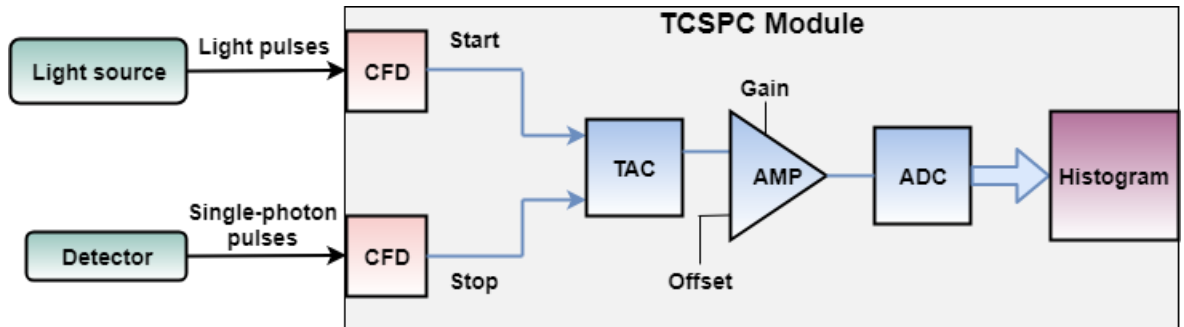 TCSPC Module
Light source
Light pulses
CFD
Start
Detector
Single-photon
pulses
CFD
Stop
TAC
Gain
AMP
Offset
ADC
Histogram